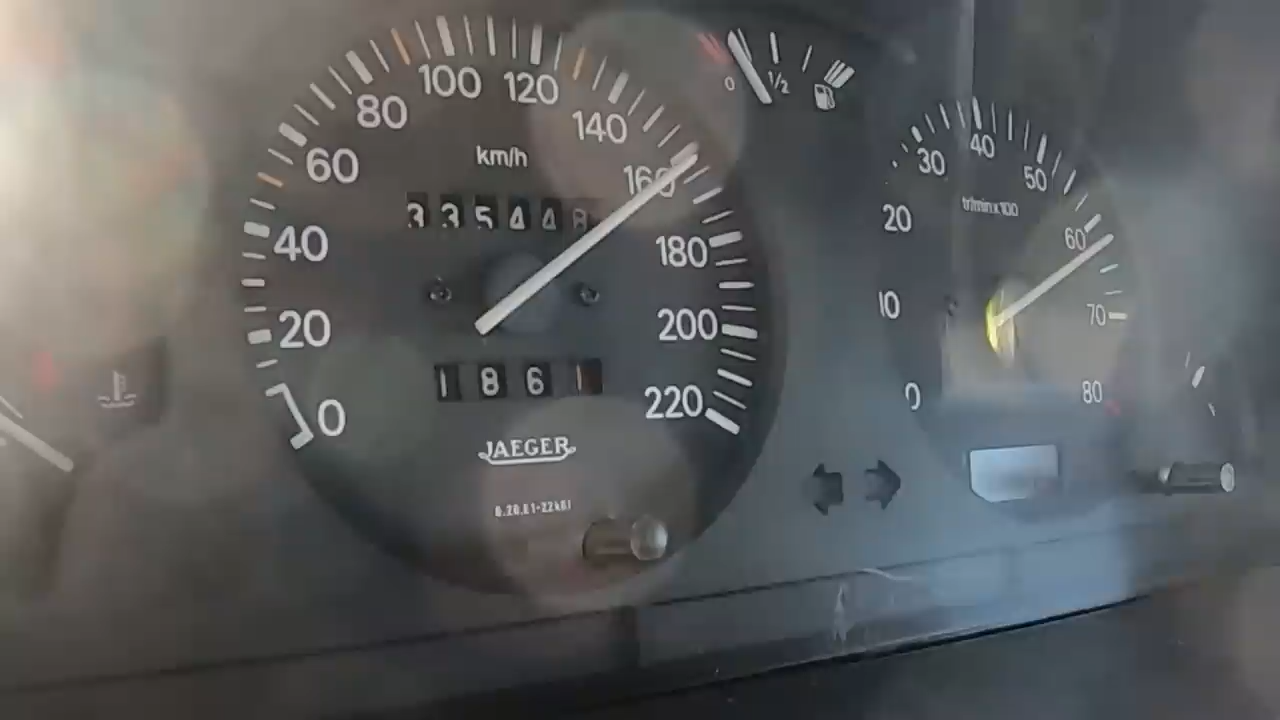 0 20 40 60 80 100 120 140 160 180 200 220
km/h
335448
1861
JAEGER
0 1/2
0 10 20 30 40 50 60 70 80
tr/min x 100